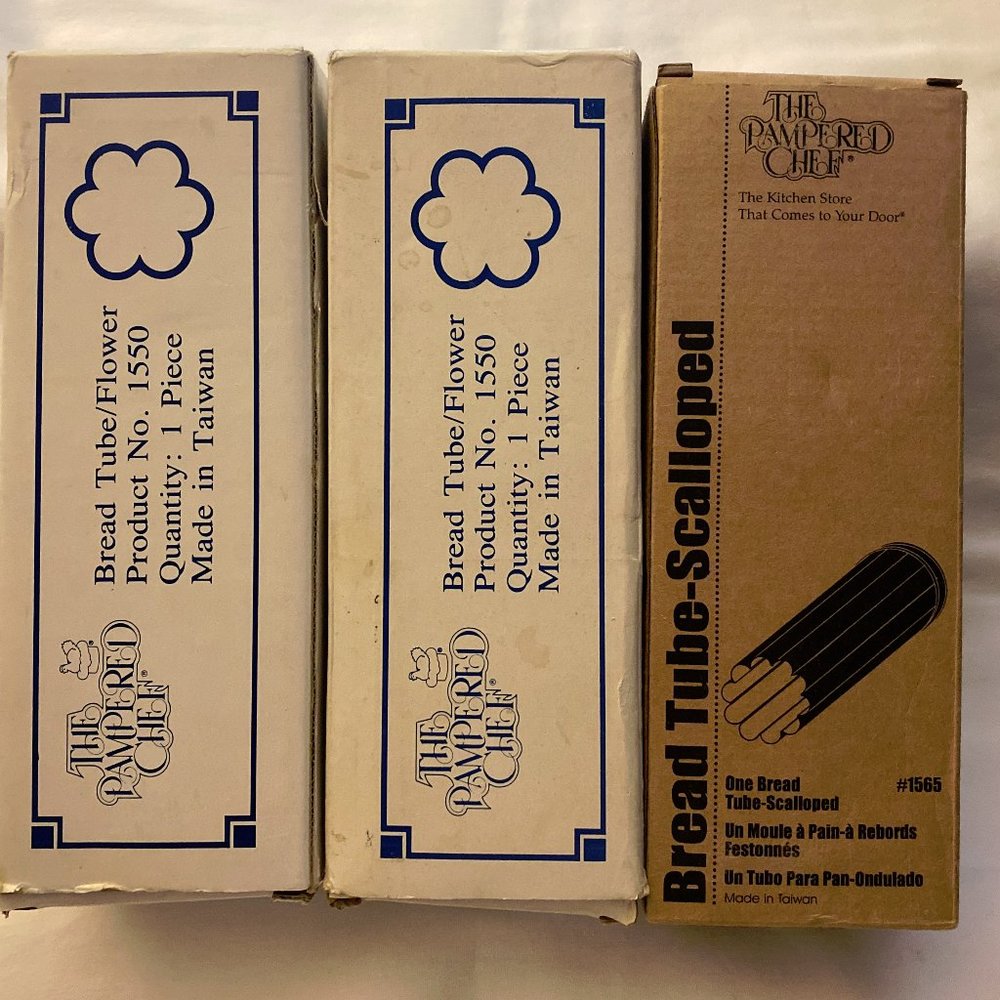 Bread Tube/Flower
Product No. 1550
Quantity: 1 Piece
Made in Taiwan
THE
PAMPERED
CHEF®
Bread Tube/Flower
Product No. 1550
Quantity: 1 Piece
Made in Taiwan
THE
PAMPERED
CHEF®
THE
PAMPERED
CHEF®
The Kitchen Store
That Comes to Your Door®
Bread Tube-Scalloped
One Bread #1565
Tube-Scalloped
Un Moule à Pain-à Rebords
Festonnés
Un Tubo Para Pan-Ondulado
Made in Taiwan